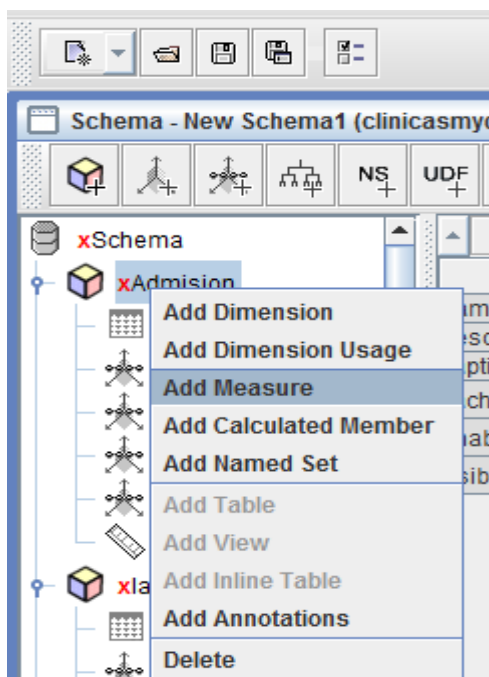 Schema - New Schema1 (clinicasmyc
NS
UDF
xSchema
xAdmision
Add Dimension
Add Dimension Usage
Add Measure
Add Calculated Member
Add Named Set
Add Table
Add View
Add Inline Table
xla
Add Annotations
Delete